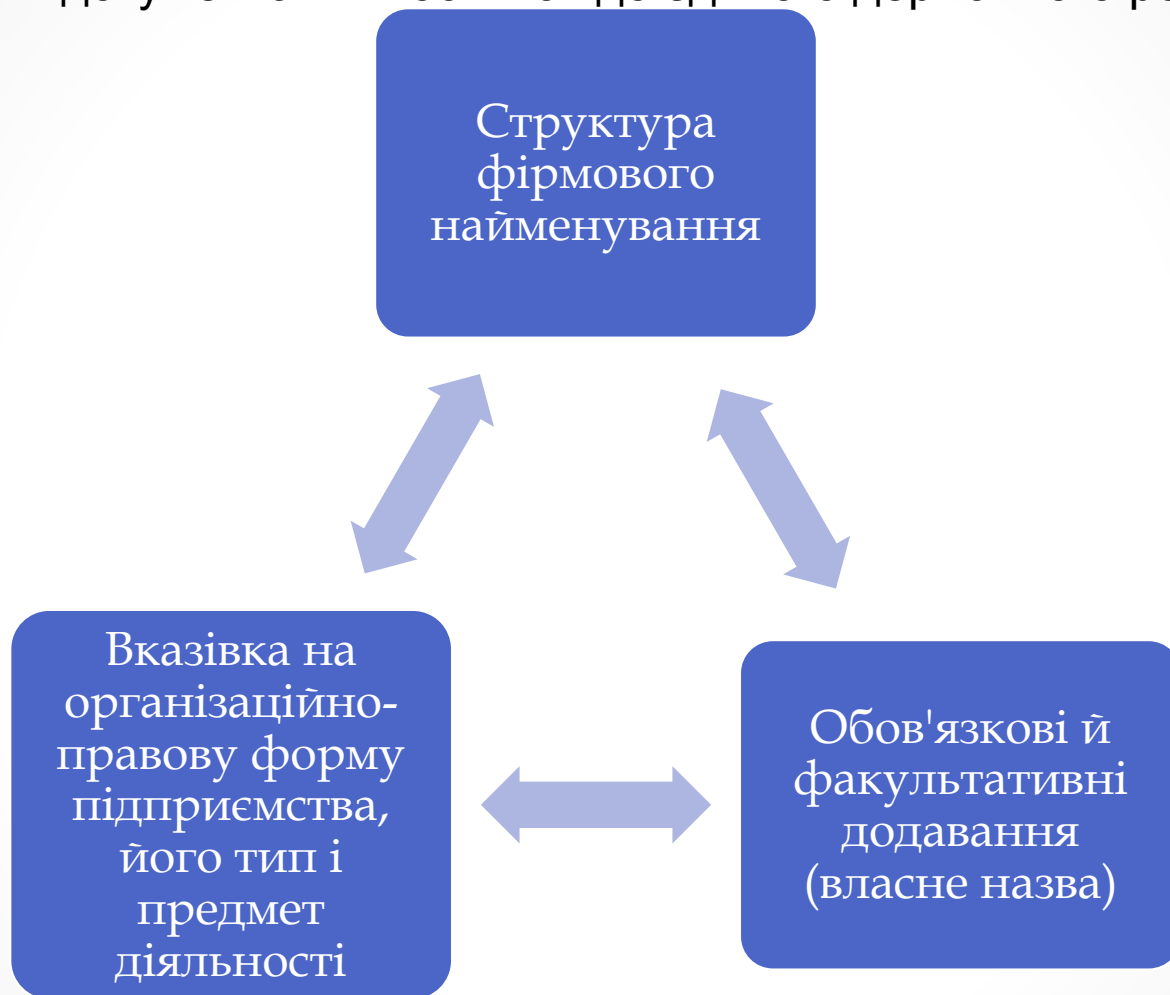 Структура
фірмового
найменування
Вказівка на
організаційно-
правову форму
підприємства,
його тип і
предмет
діяльності
Обов'язкові й
факультативні
додавання
(власне назва)